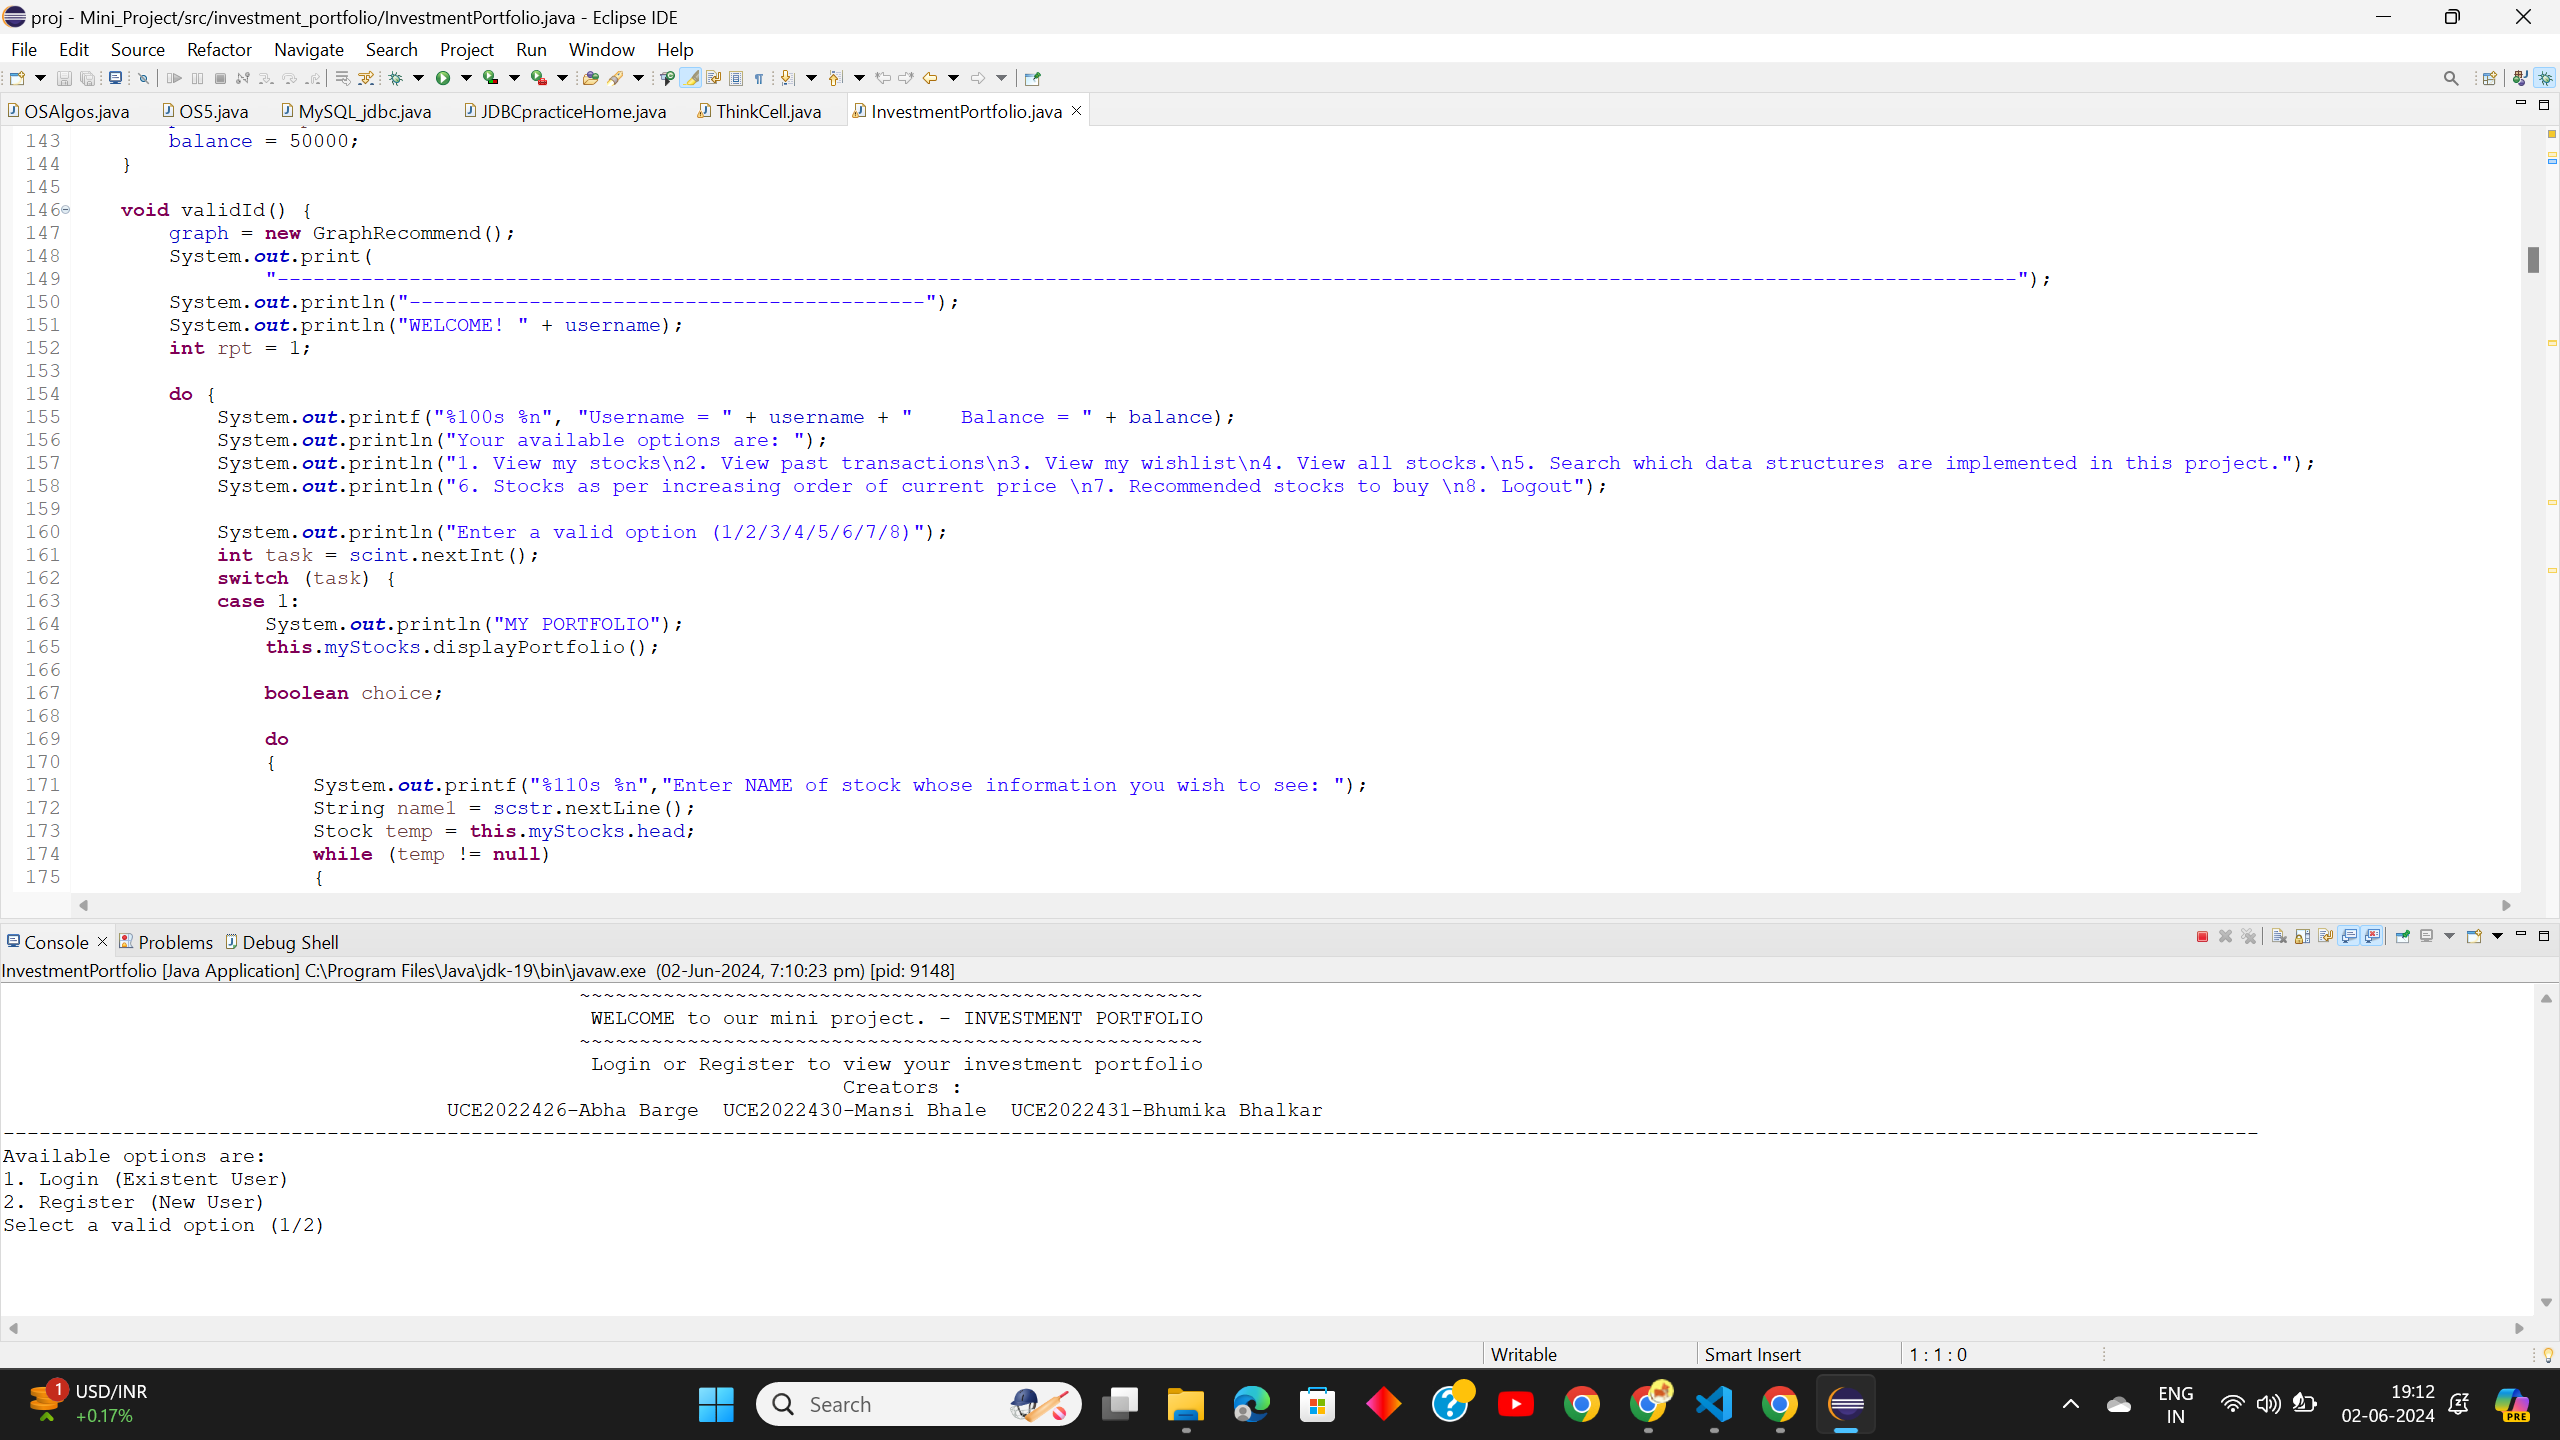 proj - Mini_Project/src/investment_portfolio/InvestmentPortfolio.java - Eclipse IDE
File Edit Source Refactor Navigate Search Project Run Window Help
OSAlgos.java OS5.java MySQL_jdbc.java JDBCpracticeHome.java ThinkCell.java InvestmentPortfolio.java
143 balance = 50000;
144 }
145
146 void validId() {
147 graph = new GraphRecommend();
148 System.out.print(
149 "-------------------------------------------------------------------------------------------------------------------------------------------------");
150 System.out.println("-------------------------------------------");
151 System.out.println("WELCOME! " + username);
152 int rpt = 1;
153
154 do {
155 System.out.printf("%100s %n", "Username = " + username + "    Balance = " + balance);
156 System.out.println("Your available options are: ");
157 System.out.println("1. View my stocks\n2. View past transactions\n3. View my wishlist\n4. View all stocks.\n5. Search which data structures are implemented in this project.");
158 System.out.println("6. Stocks as per increasing order of current price \n7. Recommended stocks to buy \n8. Logout");
159
160 System.out.println("Enter a valid option (1/2/3/4/5/6/7/8)");
161 int task = scint.nextInt();
162 switch (task) {
163 case 1:
164 System.out.println("MY PORTFOLIO");
165 this.myStocks.displayPortfolio();
166
167 boolean choice;
168
169 do
170 {
171 System.out.printf("%110s %n","Enter NAME of stock whose information you wish to see: ");
172 String name1 = scstr.nextLine();
173 Stock temp = this.myStocks.head;
174 while (temp != null)
175 {
Console Problems Debug Shell
InvestmentPortfolio [Java Application] C:\Program Files\Java\jdk-19\bin\javaw.exe (02-Jun-2024, 7:10:23 pm) [pid: 9148]
~~~~~~~~~~~~~~~~~~~~~~~~~~~~~~~~~~~~~~~~~~~~~~~~~~~~
WELCOME to our mini project. - INVESTMENT PORTFOLIO
~~~~~~~~~~~~~~~~~~~~~~~~~~~~~~~~~~~~~~~~~~~~~~~~~~~~
Login or Register to view your investment portfolio
Creators :
UCE2022426-Abha Barge  UCE2022430-Mansi Bhale  UCE2022431-Bhumika Bhalkar
--------------------------------------------------------------------------------------------------------------------------------------------------------------------------------------------
Available options are:
1. Login (Existent User)
2. Register (New User)
Select a valid option (1/2)
Writable Smart Insert 1 : 1 : 0
1 USD/INR
+0.17%
Search
ENG
IN
19:12
02-06-2024
PRE